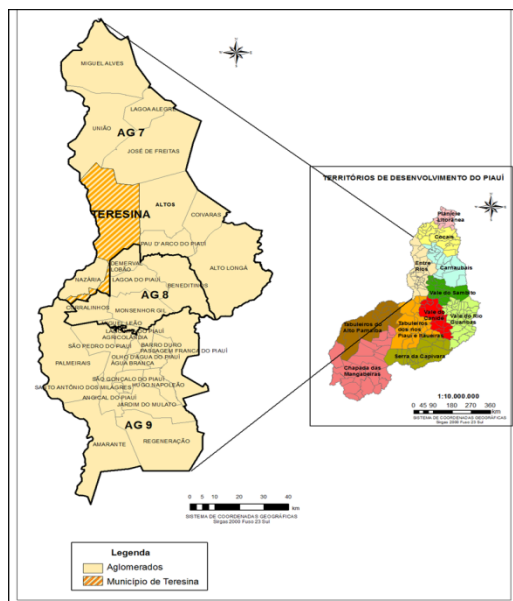 MIGUEL ALVES
LAGOA ALEGRE
UNIÃO
AG 7
JOSÉ DE FREITAS
TERESINA
ALTOS
COIVARAS
PAU D'ARCO DO PIAUÍ
ALTO LONGÁ
DEMERVAL
LOBÃO
NAZÁRIA
LAGOA DO PIAUÍ
BENEDITINOS
AG 8
CURRALINHOS
MONSENHOR GIL
MIGUEL LEÃO
AGRICOLÂNDIA
SÃO PEDRO DO PIAUÍ
BARRO DURO
PASSAGEM FRANCA DO PIAUÍ
OLHO D'ÁGUA DO PIAUÍ
PALMEIRAIS
ÁGUA BRANCA
SÃO GONÇALO DO PIAUÍ
SANTO ANTÔNIO DOS MILAGRES
HUGO NAPOLEÃO
ANGICAL DO PIAUÍ
JARDIM DO MULATO
AG 9
AMARANTE
REGENERAÇÃO
0 5 10 20 30 40
km
SISTEMA DE COORDENADAS GEOGRÁFICAS
Sirgas 2000 Fuso 23 Sul
Legenda
Aglomerados
Município de Teresina
TERRITÓRIOS DE DESENVOLVIMENTO DO PIAUÍ
Planície
Litorânea
Cocais
Entre
Rios
Carnaubais
Vale do Sambito
Vale do
Canindé
Vale do Rio
Guaribas
Tabuleiros do
Alto Parnaíba
Tabuleiros
dos rios
Piauí e Itaueiras
Serra da Capivara
Chapada das
Mangabeiras
1:10.000.000
0 45 90 180 270 360
km
SISTEMA DE COORDENADAS GEOGRÁFICAS
Sirgas 2000 Fuso 23 Sul